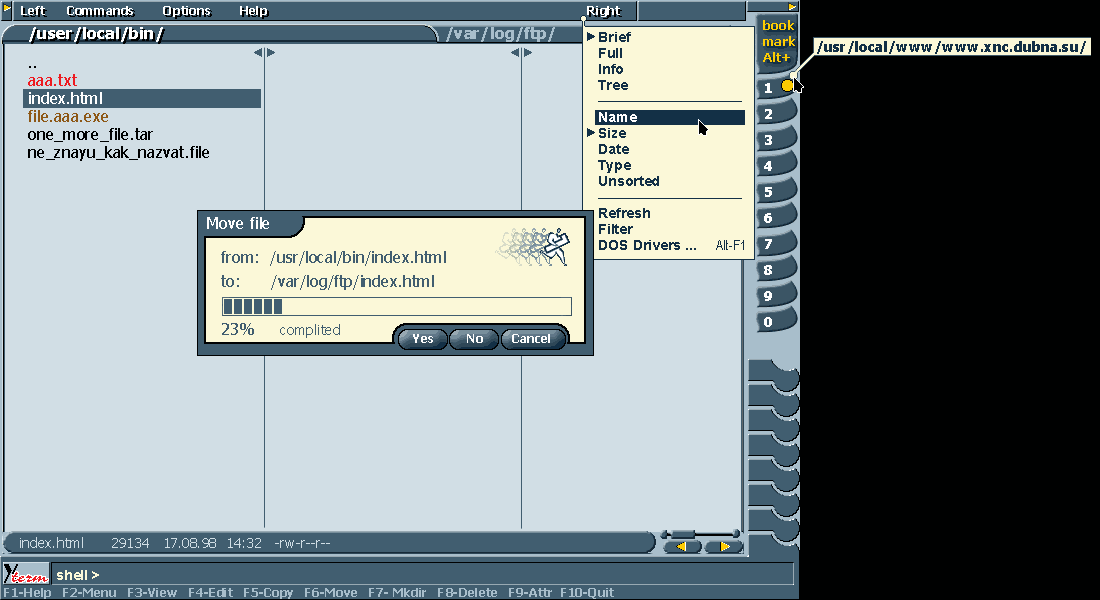 Left Commands Options Help Right
/user/local/bin/ /var/log/ftp/
book
mark
Alt+
/usr/local/www/www.xnc.dubna.su/
1
2
3
4
5
6
7
8
9
0
..
aaa.txt
index.html
file.aaa.exe
one_more_file.tar
ne_znayu_kak_nazvat.file
Brief
Full
Info
Tree
Name
Size
Date
Type
Unsorted
Refresh
Filter
DOS Drivers ... Alt-F1
Move file
from: /usr/local/bin/index.html
to: /var/log/ftp/index.html
23% complited
Yes No Cancel
index.html 29134 17.08.98 14:32 -rw-r--r--
Yterm shell >
F1-Help F2-Menu F3-View F4-Edit F5-Copy F6-Move F7- Mkdir F8-Delete F9-Attr F10-Quit